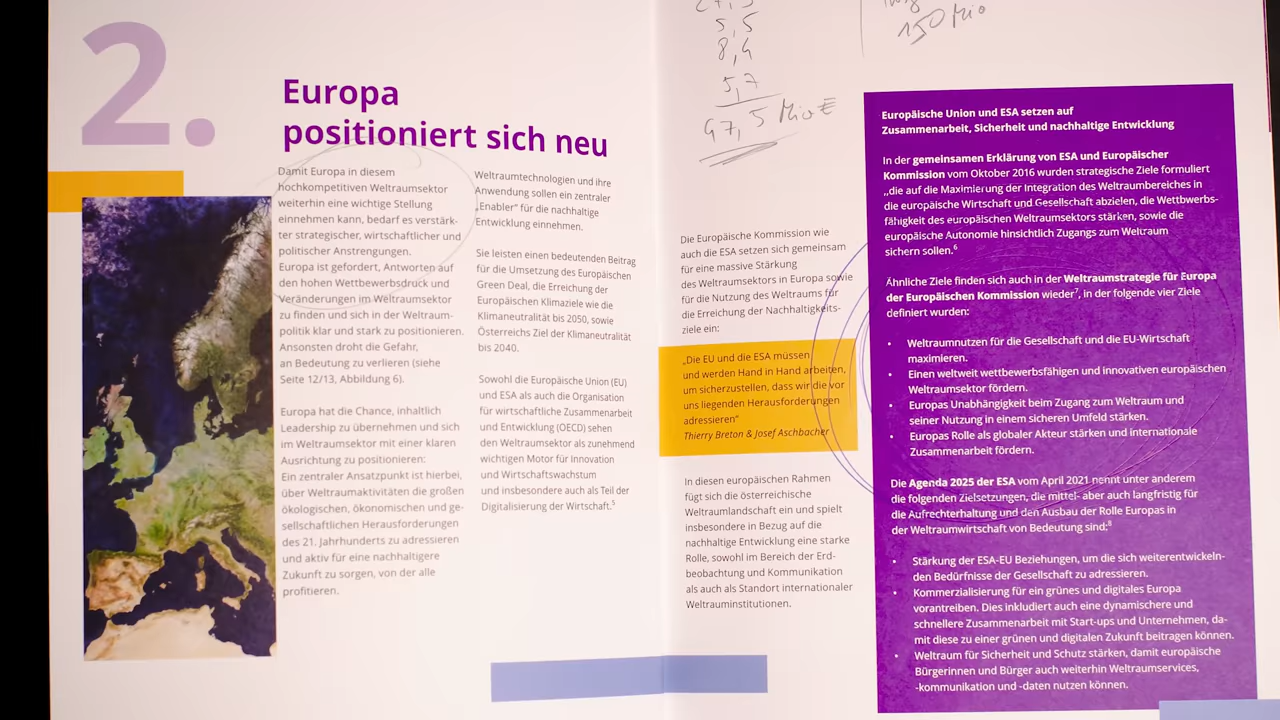 2.
Europa
positioniert sich neu
Damit Europa in diesem
hochkompetitiven Weltraumsektor
weiterhin eine wichtige Stellung
einnehmen kann, bedarf es verstärk-
ter strategischer, wirtschaftlicher und
politischer Anstrengungen.
Europa ist gefordert, Antworten auf
den hohen Wettbewerbsdruck und
Veränderungen im Weltraumsektor
zu finden und sich in der Weltraum-
politik klar und stark zu positionieren.
Ansonsten droht die Gefahr,
an Bedeutung zu verlieren (siehe
Seite 12/13, Abbildung 6).
Europa hat die Chance, inhaltlich
Leadership zu übernehmen und sich
im Weltraumsektor mit einer klaren
Ausrichtung zu positionieren:
Ein zentraler Ansatzpunkt ist hierbei,
über Weltraumaktivitäten die großen
ökologischen, ökonomischen und ge-
sellschaftlichen Herausforderungen
des 21. Jahrhunderts zu adressieren
und aktiv für eine nachhaltigere
Zukunft zu sorgen, von der alle
profitieren.
Weltraumtechnologien und ihre
Anwendung sollen ein zentraler
„Enabler“ für die nachhaltige
Entwicklung einnehmen.
Sie leisten einen bedeutenden Beitrag
für die Umsetzung des Europäischen
Green Deal, die Erreichung der
Europäischen Klimaziele wie die
Klimaneutralität bis 2050, sowie
Österreichs Ziel der Klimaneutralität
bis 2040.
Sowohl die Europäische Union (EU)
und ESA als auch die Organisation
für wirtschaftliche Zusammenarbeit
und Entwicklung (OECD) sehen
den Weltraumsektor als zunehmend
wichtigen Motor für Innovation
und Wirtschaftswachstum
und insbesondere auch als Teil der
Digitalisierung der Wirtschaft.⁵
5,5
8,4
5,7
47,5 Mio €
150 Mio
Die Europäische Kommission wie
auch die ESA setzen sich gemeinsam
für eine massive Stärkung
des Weltraumsektors in Europa sowie
für die Nutzung des Weltraums für
die Erreichung der Nachhaltigkeits-
ziele ein:
„Die EU und die ESA müssen
und werden Hand in Hand arbeiten,
um sicherzustellen, dass wir die vor
uns liegenden Herausforderungen
adressieren“
Thierry Breton & Josef Aschbacher
In diesen europäischen Rahmen
fügt sich die österreichische
Weltraumlandschaft ein und spielt
insbesondere in Bezug auf die
nachhaltige Entwicklung eine starke
Rolle, sowohl im Bereich der Erd-
beobachtung und Kommunikation
als auch als Standort internationaler
Weltrauminstitutionen.
Europäische Union und ESA setzen auf
Zusammenarbeit, Sicherheit und nachhaltige Entwicklung
In der gemeinsamen Erklärung von ESA und Europäischer
Kommission vom Oktober 2016 wurden strategische Ziele formuliert
„die auf die Maximierung der Integration des Weltraumbereiches in
die europäische Wirtschaft und Gesellschaft abzielen, die Wettbewerbs-
fähigkeit des europäischen Weltraumsektors stärken, sowie die
europäische Autonomie hinsichtlich Zugangs zum Weltraum
sichern sollen.⁶
Ähnliche Ziele finden sich auch in der Weltraumstrategie für Europa
der Europäischen Kommission wieder⁷, in der folgende vier Ziele
definiert wurden:
• Weltraumnutzen für die Gesellschaft und die EU-Wirtschaft
maximieren.
• Einen weltweit wettbewerbsfähigen und innovativen europäischen
Weltraumsektor fördern.
• Europas Unabhängigkeit beim Zugang zum Weltraum und
seiner Nutzung in einem sicheren Umfeld stärken.
• Europas Rolle als globaler Akteur stärken und internationale
Zusammenarbeit fördern.
Die Agenda 2025 der ESA vom April 2021 nennt unter anderem
die folgenden Zielsetzungen, die mittel- aber auch langfristig für
die Aufrechterhaltung und den Ausbau der Rolle Europas in
der Weltraumwirtschaft von Bedeutung sind:⁸
• Stärkung der ESA-EU Beziehungen, um die sich weiterentwickeln-
den Bedürfnisse der Gesellschaft zu adressieren.
• Kommerzialisierung für ein grünes und digitales Europa
vorantreiben. Dies inkludiert auch eine dynamischere und
schnellere Zusammenarbeit mit Start-ups und Unternehmen, da-
mit diese zu einer grünen und digitalen Zukunft beitragen können.
• Weltraum für Sicherheit und Schutz stärken, damit europäische
Bürgerinnen und Bürger auch weiterhin Weltraumservices,
-kommunikation und -daten nutzen können.